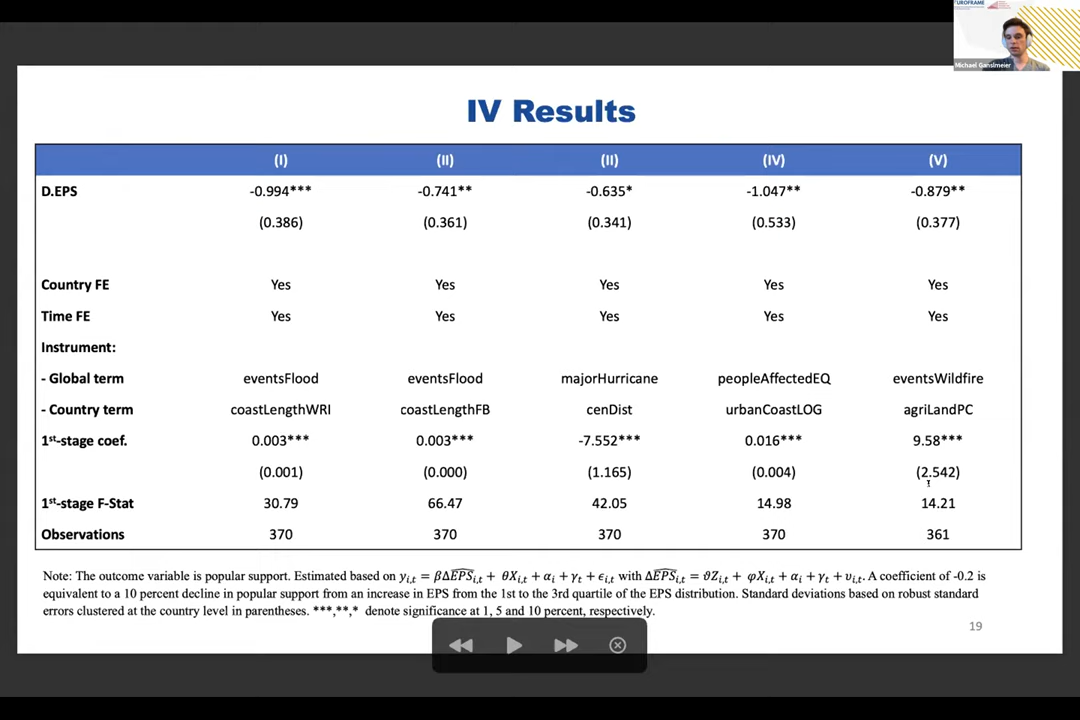 EUROFRAME
Michael Ganslmeier
IV Results
(I) (II) (II) (IV) (V)
D.EPS -0.994*** -0.741** -0.635* -1.047** -0.879**
(0.386) (0.361) (0.341) (0.533) (0.377)
Country FE Yes Yes Yes Yes Yes
Time FE Yes Yes Yes Yes Yes
Instrument:
- Global term eventsFlood eventsFlood majorHurricane peopleAffectedEQ eventsWildfire
- Country term coastLengthWRI coastLengthFB cenDist urbanCoastLOG agriLandPC
1st-stage coef. 0.003*** 0.003*** -7.552*** 0.016*** 9.58***
(0.001) (0.000) (1.165) (0.004) (2.542)
1st-stage F-Stat 30.79 66.47 42.05 14.98 14.21
Observations 370 370 370 370 361
Note: The outcome variable is popular support. Estimated based on y_{i,t} = βΔ\widehat{EPS}_{i,t} + θX_{i,t} + α_i + γ_t + ϵ_{i,t} with Δ\widehat{EPS}_{i,t} = ϑZ_{i,t} + φX_{i,t} + α_i + γ_t + υ_{i,t}. A coefficient of -0.2 is
equivalent to a 10 percent decline in popular support from an increase in EPS from the 1st to the 3rd quartile of the EPS distribution. Standard deviations based on robust standard
errors clustered at the country level in parentheses. ***,**,* denote significance at 1, 5 and 10 percent, respectively.
19